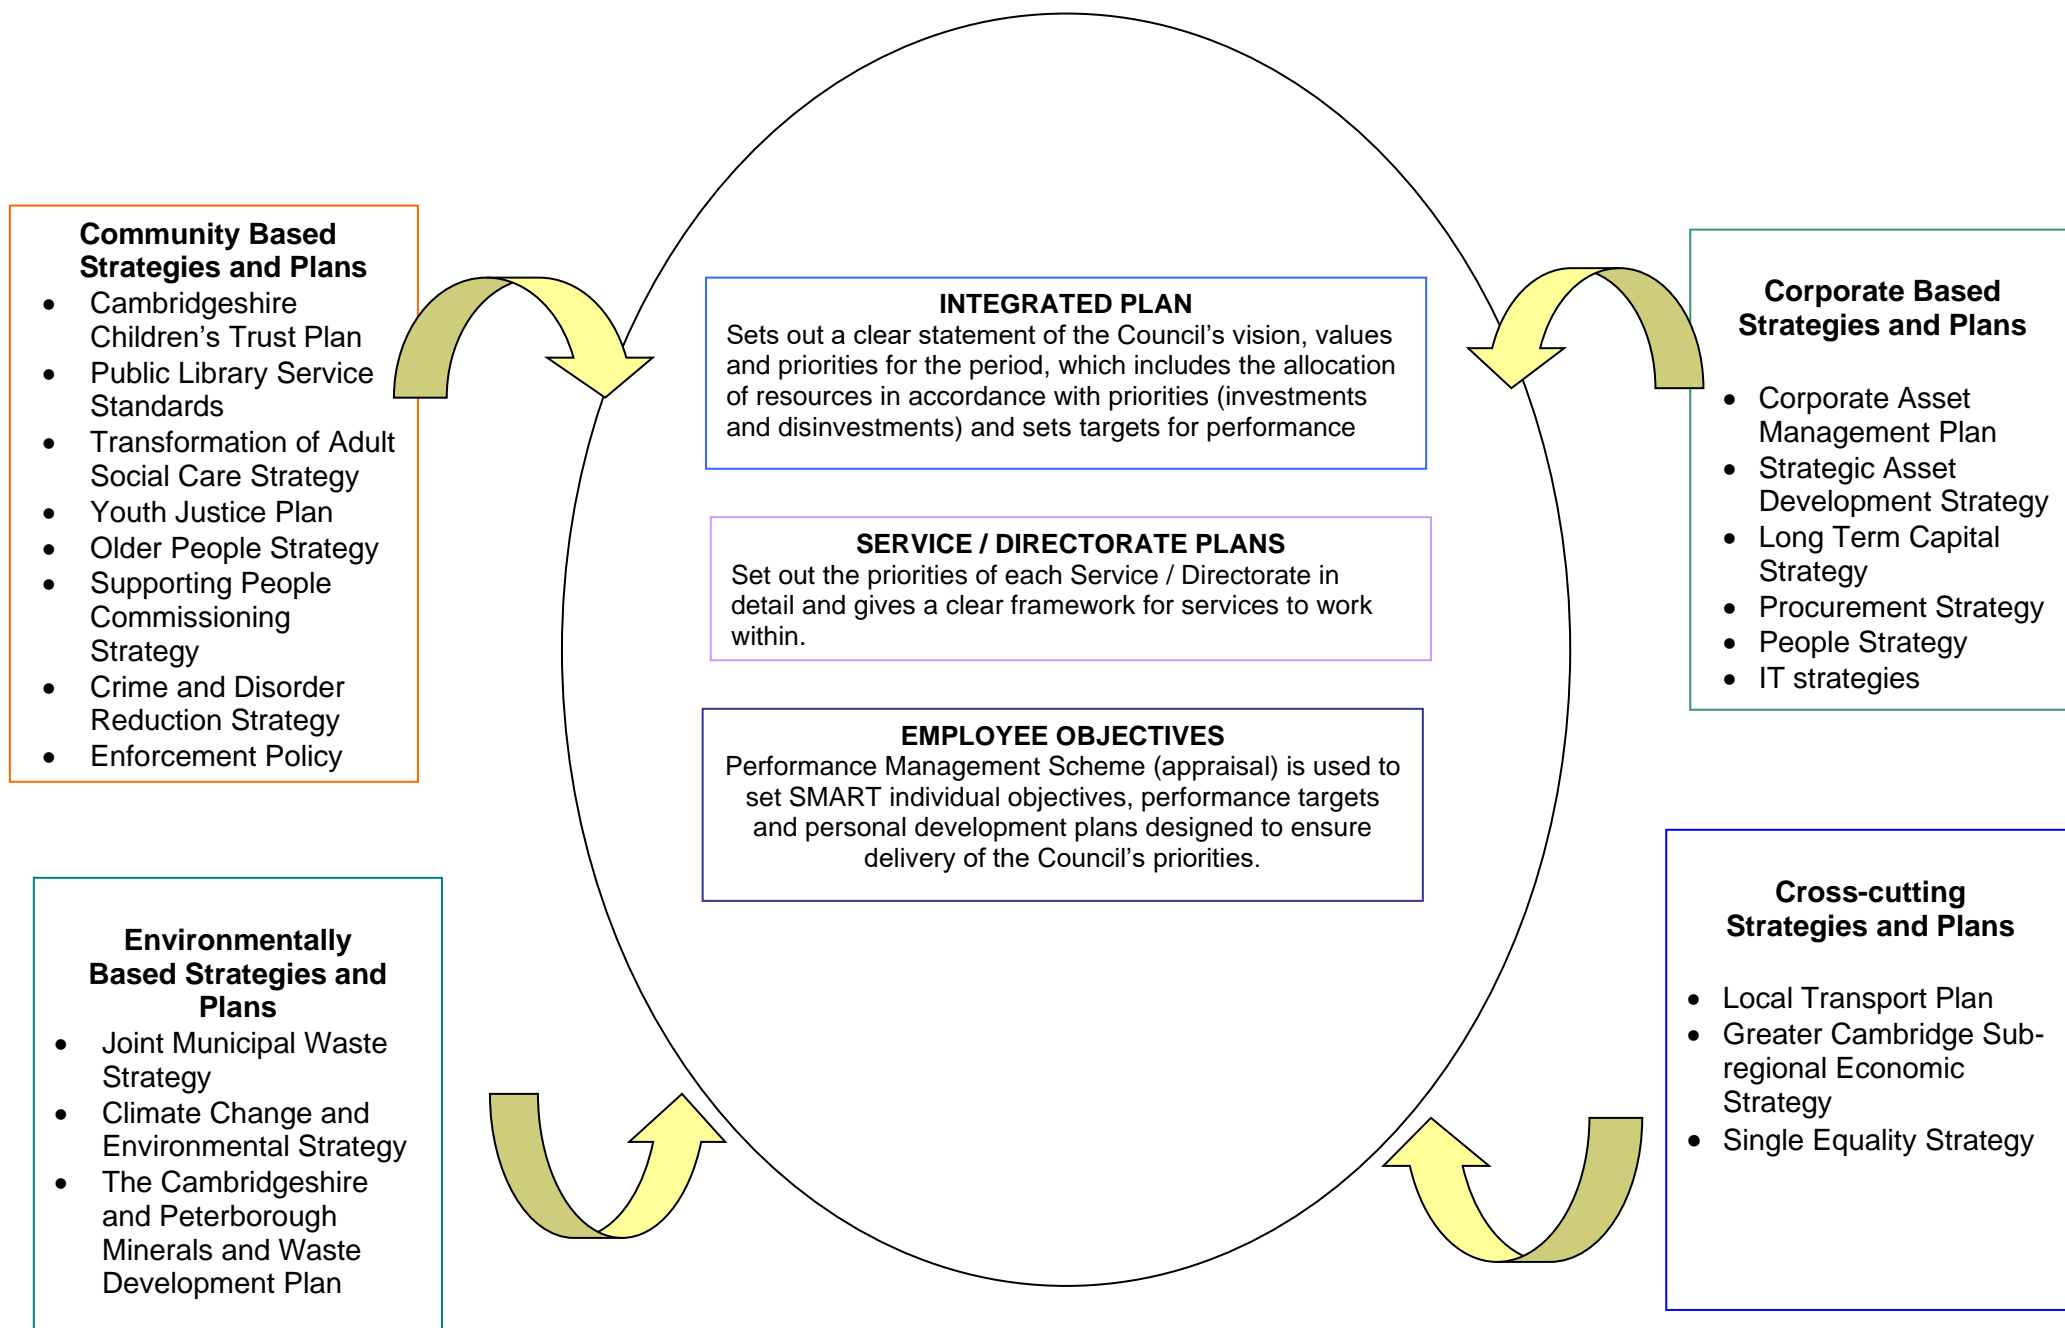 Community Based
Strategies and Plans
• Cambridgeshire
Children’s Trust Plan
• Public Library Service
Standards
• Transformation of Adult
Social Care Strategy
• Youth Justice Plan
• Older People Strategy
• Supporting People
Commissioning
Strategy
• Crime and Disorder
Reduction Strategy
• Enforcement Policy
Environmentally
Based Strategies and
Plans
• Joint Municipal Waste
Strategy
• Climate Change and
Environmental Strategy
• The Cambridgeshire
and Peterborough
Minerals and Waste
Development Plan
INTEGRATED PLAN
Sets out a clear statement of the Council’s vision, values
and priorities for the period, which includes the allocation
of resources in accordance with priorities (investments
and disinvestments) and sets targets for performance
SERVICE / DIRECTORATE PLANS
Set out the priorities of each Service / Directorate in
detail and gives a clear framework for services to work
within.
EMPLOYEE OBJECTIVES
Performance Management Scheme (appraisal) is used to
set SMART individual objectives, performance targets
and personal development plans designed to ensure
delivery of the Council’s priorities.
Corporate Based
Strategies and Plans
• Corporate Asset
Management Plan
• Strategic Asset
Development Strategy
• Long Term Capital
Strategy
• Procurement Strategy
• People Strategy
• IT strategies
Cross-cutting
Strategies and Plans
• Local Transport Plan
• Greater Cambridge Sub-
regional Economic
Strategy
• Single Equality Strategy